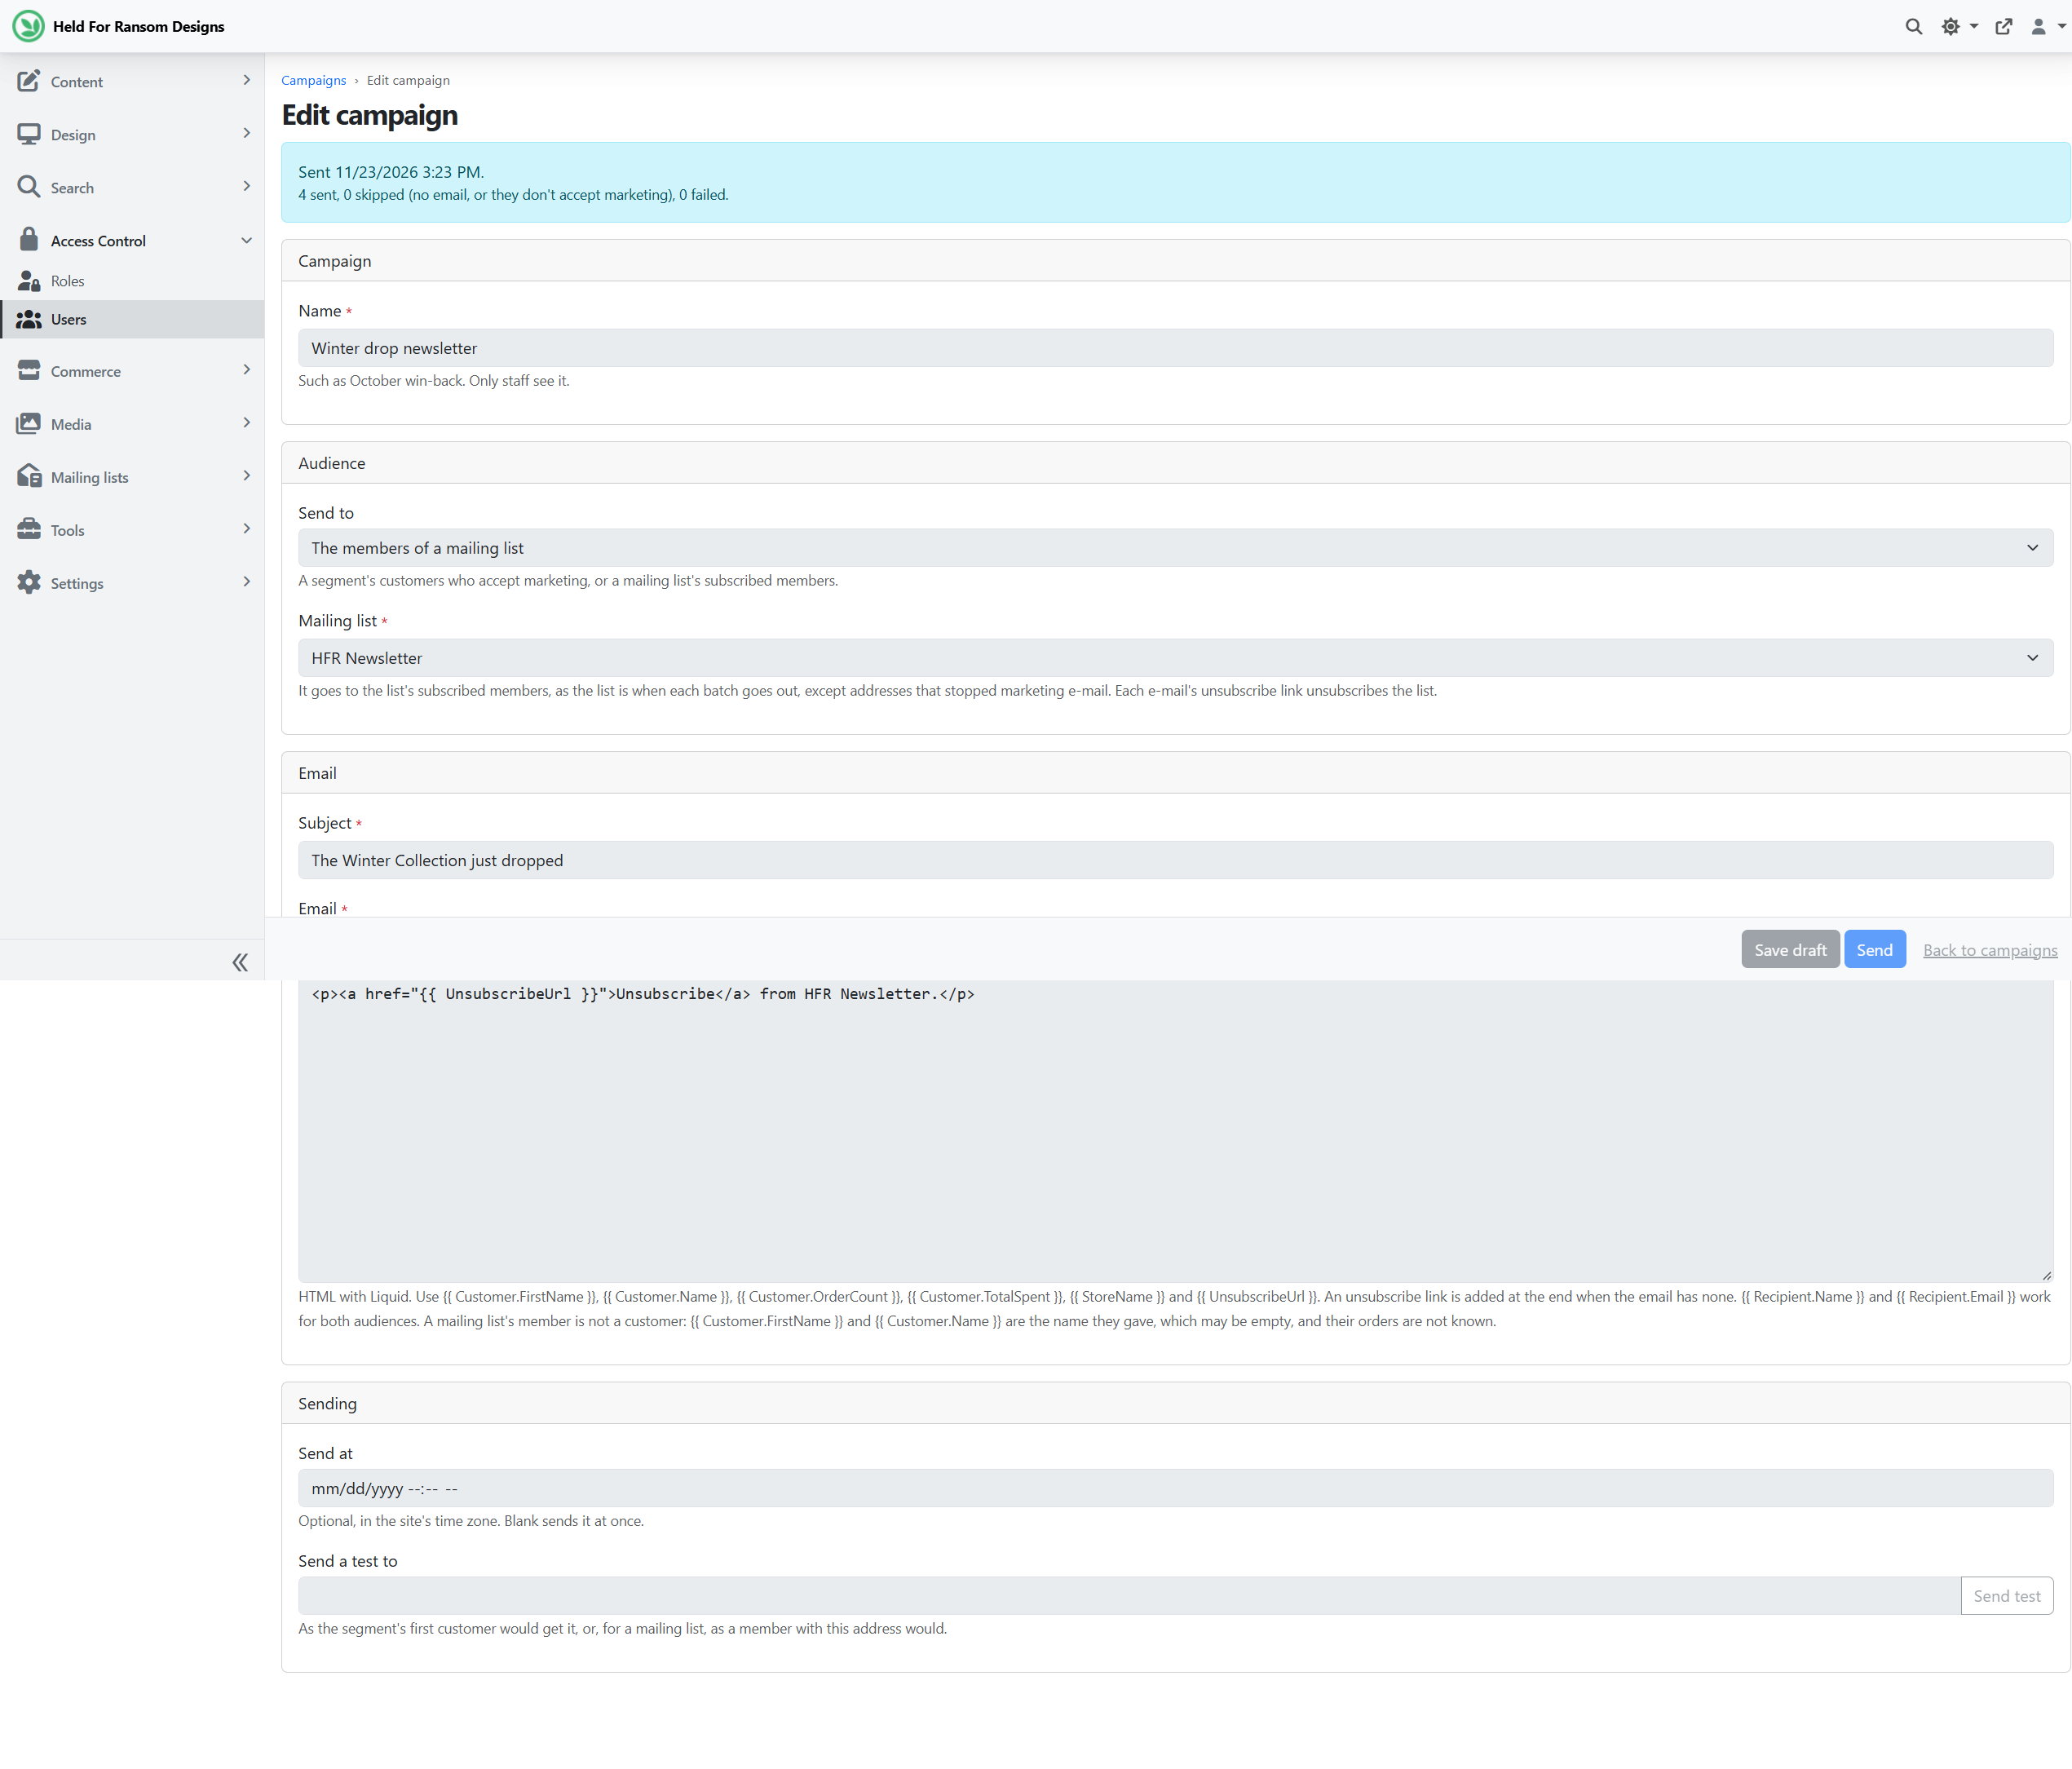 Held For Ransom Designs
Content
Design
Search
Access Control
Roles
Users
Commerce
Media
Mailing lists
Tools
Settings
Campaigns › Edit campaign
Edit campaign
Sent 11/23/2026 3:23 PM.
4 sent, 0 skipped (no email, or they don't accept marketing), 0 failed.
Campaign
Name *
Winter drop newsletter
Such as October win-back. Only staff see it.
Audience
Send to
The members of a mailing list
A segment's customers who accept marketing, or a mailing list's subscribed members.
Mailing list *
HFR Newsletter
It goes to the list's subscribed members, as the list is when each batch goes out, except addresses that stopped marketing e-mail. Each e-mail's unsubscribe link unsubscribes the list.
Email
Subject *
The Winter Collection just dropped
Email *
Save draft Send Back to campaigns
<p><a href="{{ UnsubscribeUrl }}">Unsubscribe</a> from HFR Newsletter.</p>
HTML with Liquid. Use {{ Customer.FirstName }}, {{ Customer.Name }}, {{ Customer.OrderCount }}, {{ Customer.TotalSpent }}, {{ StoreName }} and {{ UnsubscribeUrl }}. An unsubscribe link is added at the end when the email has none. {{ Recipient.Name }} and {{ Recipient.Email }} work
for both audiences. A mailing list's member is not a customer: {{ Customer.FirstName }} and {{ Customer.Name }} are the name they gave, which may be empty, and their orders are not known.
Sending
Send at
mm/dd/yyyy --:-- --
Optional, in the site's time zone. Blank sends it at once.
Send a test to
Send test
As the segment's first customer would get it, or, for a mailing list, as a member with this address would.